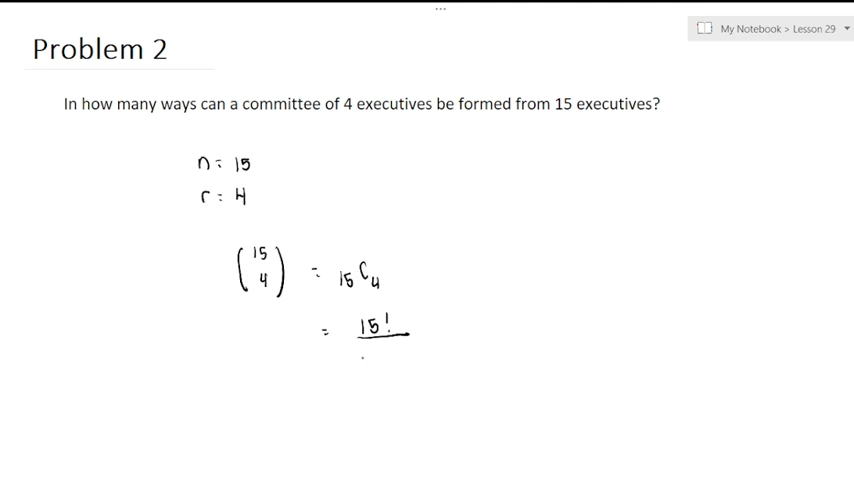 ...
My Notebook > Lesson 29
Problem 2
In how many ways can a committee of 4 executives be formed from 15 executives?
n = 15
r = 4
(15 4) = 15C4
= 15!